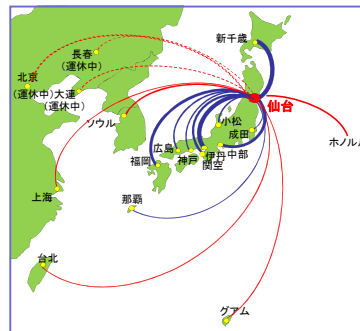 新千歳
長春
(運休中)
北京
(運休中)
大連
(運休中)
仙台
ソウル
小松
成田
広島
ホノルル
福岡
神戸
伊丹
中部
関空
上海
那覇
台北
グアム